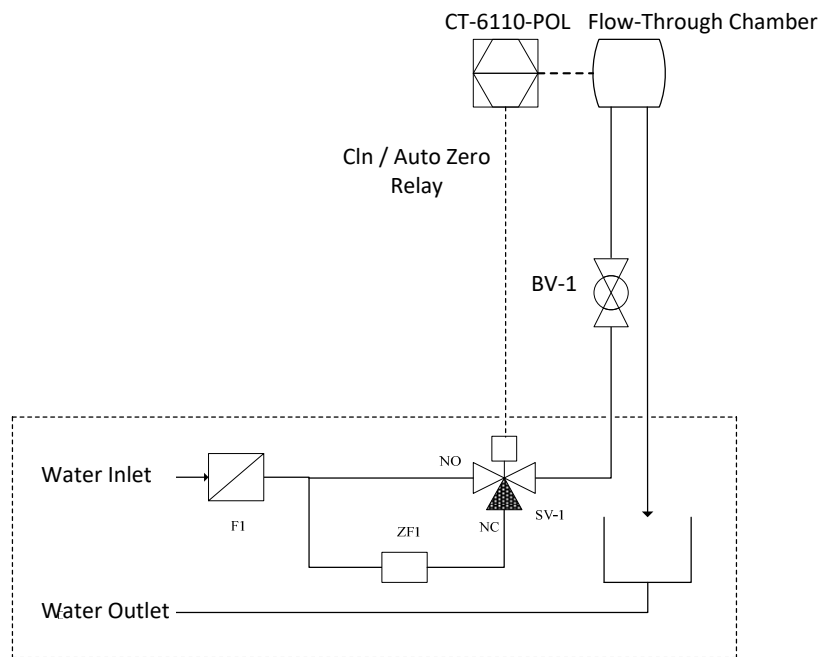 CT-6110-POL Flow-Through Chamber
Cln / Auto Zero
Relay
BV-1
Water Inlet
NO
F1
ZF1
NC
SV-1
Water Outlet